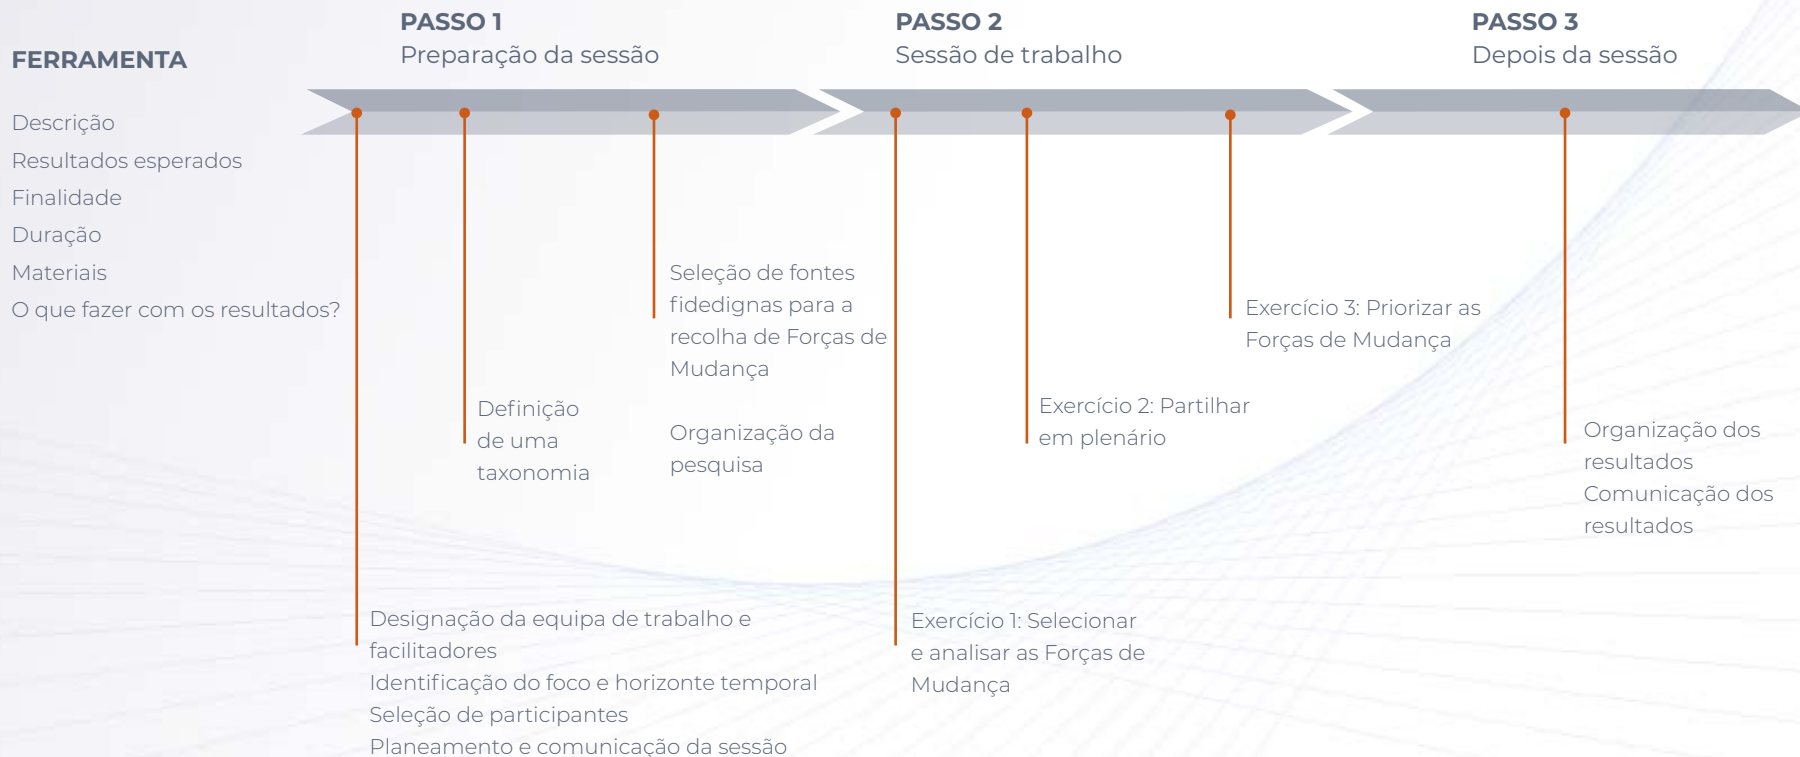 FERRAMENTA
Descrição
Resultados esperados
Finalidade
Duração
Materiais
O que fazer com os resultados?
PASSO 1
Preparação da sessão
Designação da equipa de trabalho e
facilitadores
Identificação do foco e horizonte temporal
Seleção de participantes
Planeamento e comunicação da sessão
Definição
de uma
taxonomia
Seleção de fontes
fidedignas para a
recolha de Forças de
Mudança
Organização da
pesquisa
PASSO 2
Sessão de trabalho
Exercício 1: Selecionar
e analisar as Forças de
Mudança
Exercício 2: Partilhar
em plenário
Exercício 3: Priorizar as
Forças de Mudança
PASSO 3
Depois da sessão
Organização dos
resultados
Comunicação dos
resultados